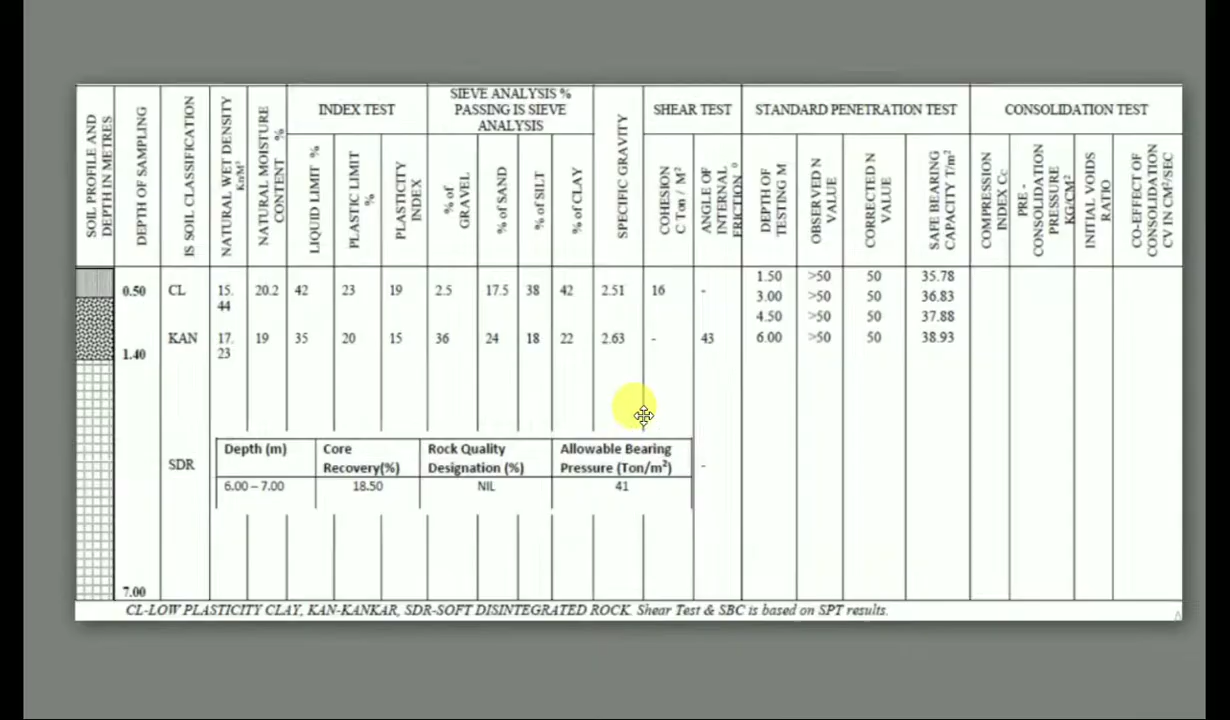 SOIL PROFILE AND DEPTH IN METRES
DEPTH OF SAMPLING
IS SOIL CLASSIFICATION
NATURAL WET DENSITY Kn/M³
NATURAL MOISTURE CONTENT %
INDEX TEST
LIQUID LIMIT %
PLASTIC LIMIT %
PLASTICITY INDEX
SIEVE ANALYSIS % PASSING IS SIEVE ANALYSIS
% of GRAVEL
% of SAND
% of SILT
% of CLAY
SPECIFIC GRAVITY
SHEAR TEST
COHESION C Ton / M²
ANGLE OF INTERNAL FRICTION °
STANDARD PENETRATION TEST
DEPTH OF TESTING M
OBSERVED N VALUE
CORRECTED N VALUE
SAFE BEARING CAPACITY T/m²
CONSOLIDATION TEST
COMPRESSION INDEX Cc
PRE - CONSOLIDATION PRESSURE KG/CM²
INITIAL VOIDS RATIO
CO-EFFECT OF CONSOLIDATION CV IN CM²/SEC
0.50 CL 15.44 20.2 42 23 19 2.5 17.5 38 42 2.51 16 -
KAN 17.23 19 35 20 15 36 24 18 22 2.63 - 43
1.40
1.50 >50 50 35.78
3.00 >50 50 36.83
4.50 >50 50 37.88
6.00 >50 50 38.93
SDR -
Depth (m) Core Recovery(%) Rock Quality Designation (%) Allowable Bearing Pressure (Ton/m²)
6.00 – 7.00 18.50 NIL 41
7.00
CL-LOW PLASTICITY CLAY, KAN-KANKAR, SDR-SOFT DISINTEGRATED ROCK. Shear Test & SBC is based on SPT results.